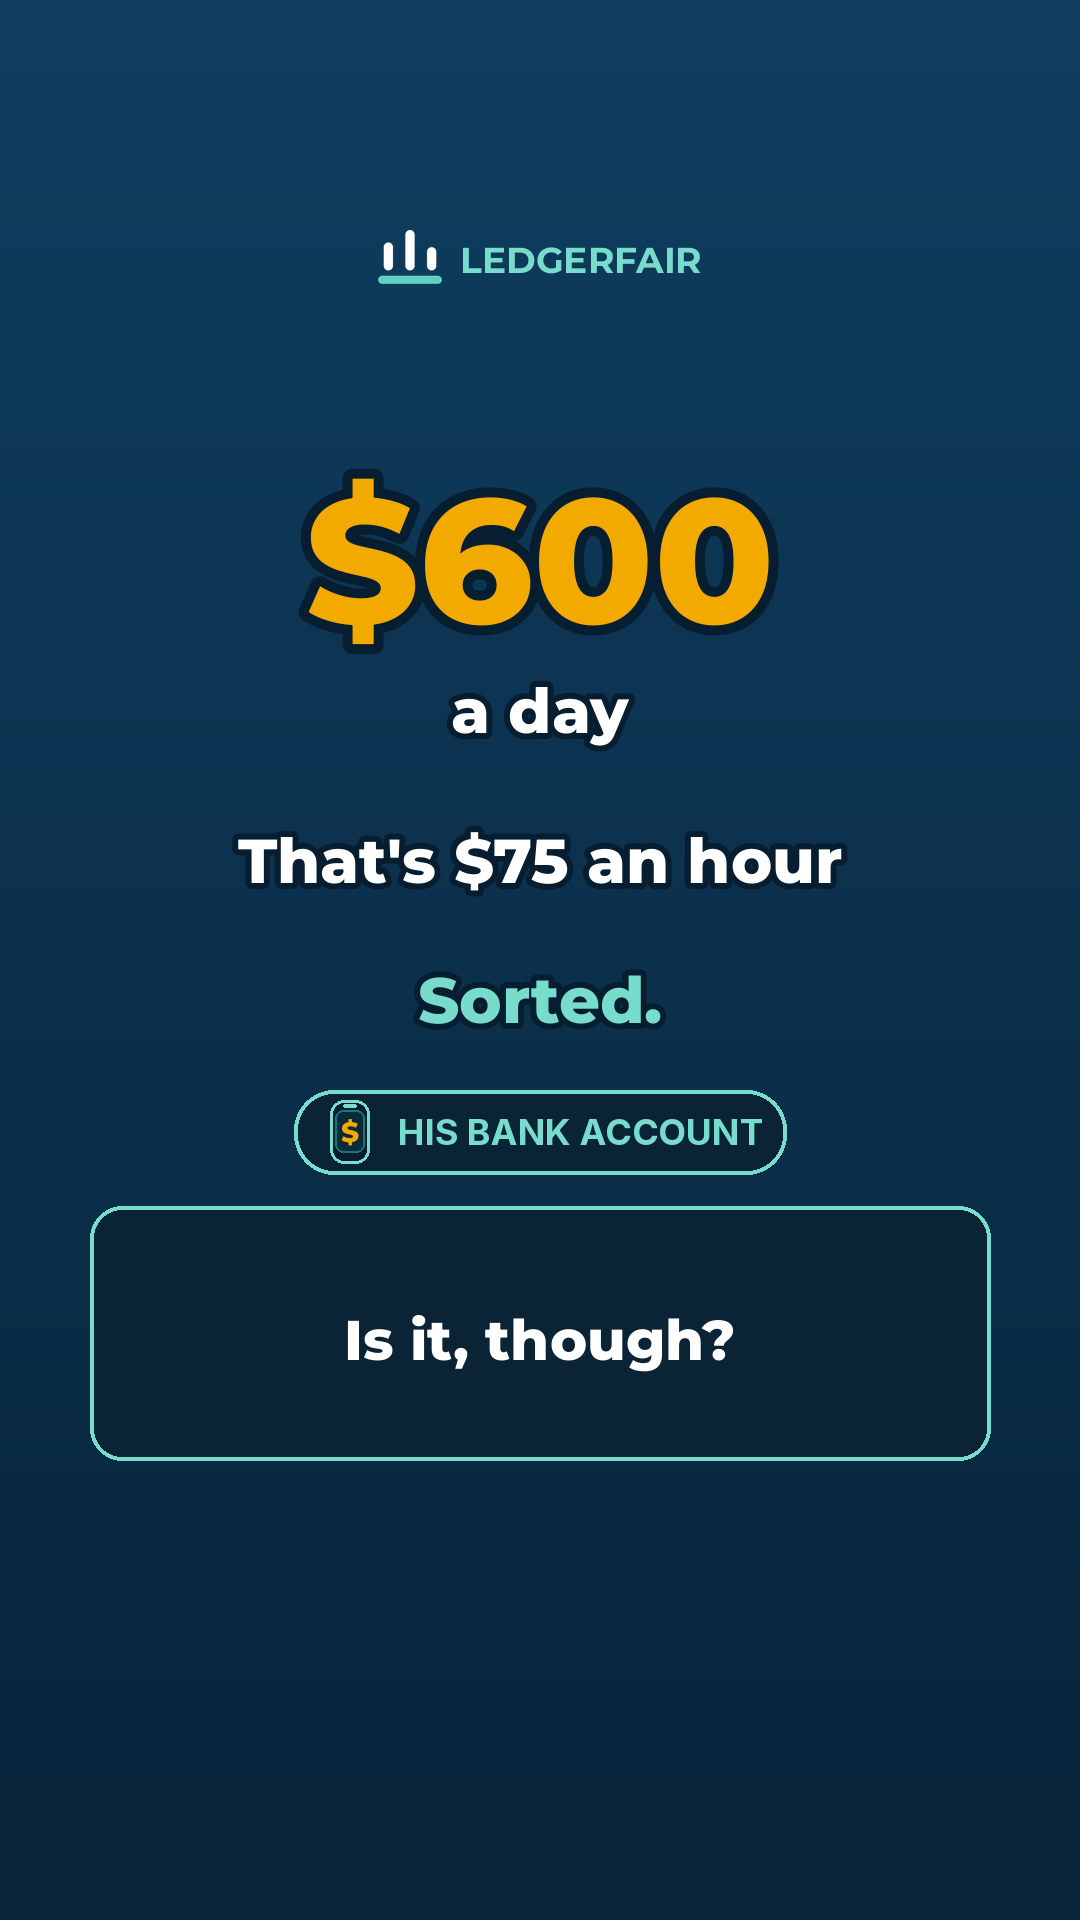 LEDGERFAIR
$600
a day
That's $75 an hour
Sorted.
$ HIS BANK ACCOUNT
Is it, though?